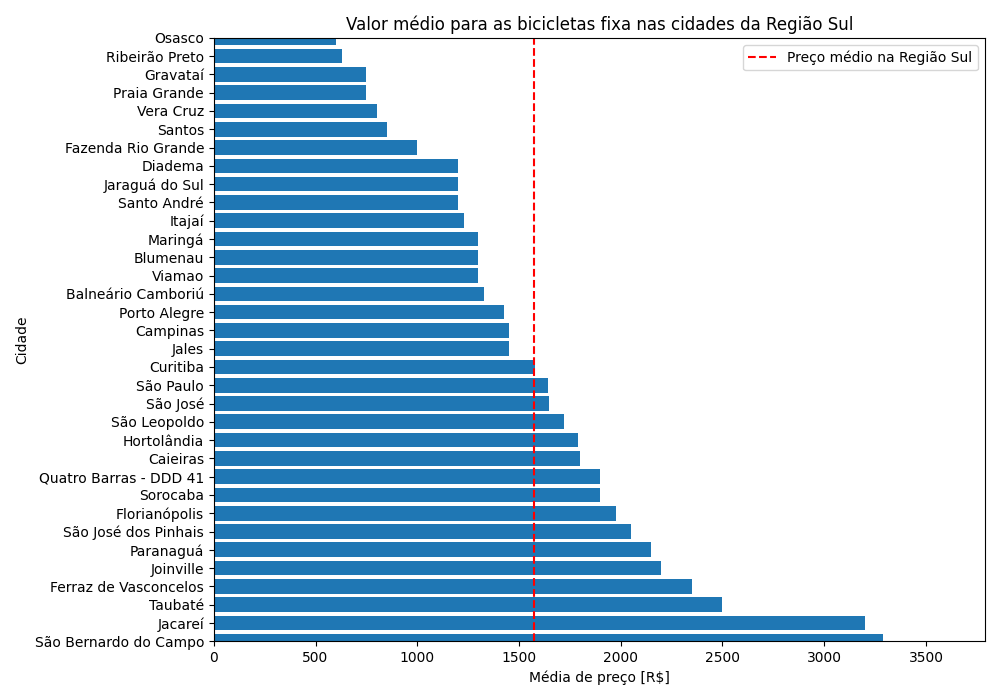 Valor médio para as bicicletas fixa nas cidades da Região Sul
Preço médio na Região Sul
Cidade
Osasco
Ribeirão Preto
Gravataí
Praia Grande
Vera Cruz
Santos
Fazenda Rio Grande
Diadema
Jaraguá do Sul
Santo André
Itajaí
Maringá
Blumenau
Viamao
Balneário Camboriú
Porto Alegre
Campinas
Jales
Curitiba
São Paulo
São José
São Leopoldo
Hortolândia
Caieiras
Quatro Barras - DDD 41
Sorocaba
Florianópolis
São José dos Pinhais
Paranaguá
Joinville
Ferraz de Vasconcelos
Taubaté
Jacareí
São Bernardo do Campo
0 500 1000 1500 2000 2500 3000 3500
Média de preço [R$]